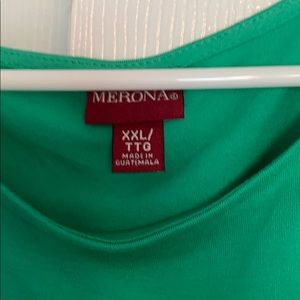 MERONA®
XXL/
TTG
MADE IN
GUATEMALA